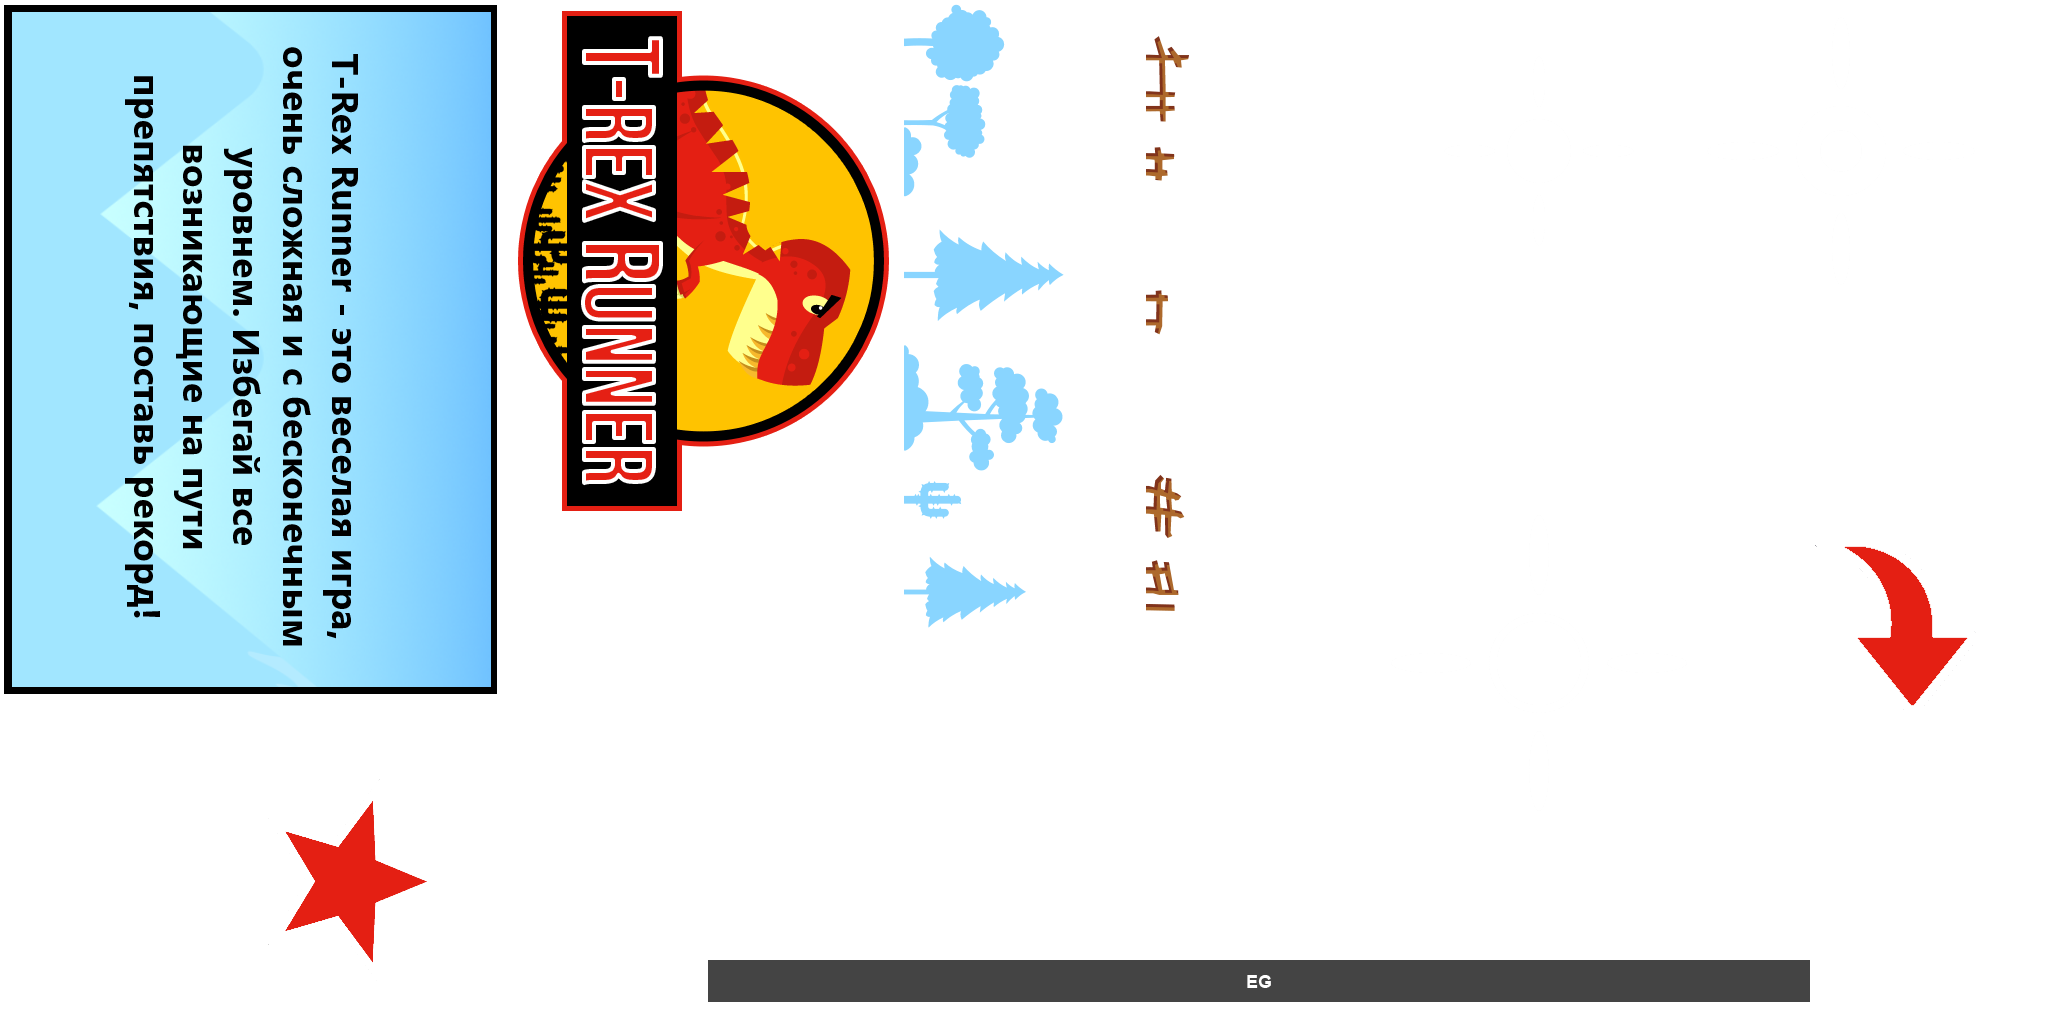 T-Rex Runner - это веселая игра,
очень сложная и с бесконечным
уровнем. Избегай все
возникающие на пути
препятствия, поставь рекорд!
T-REX RUNNER
EG